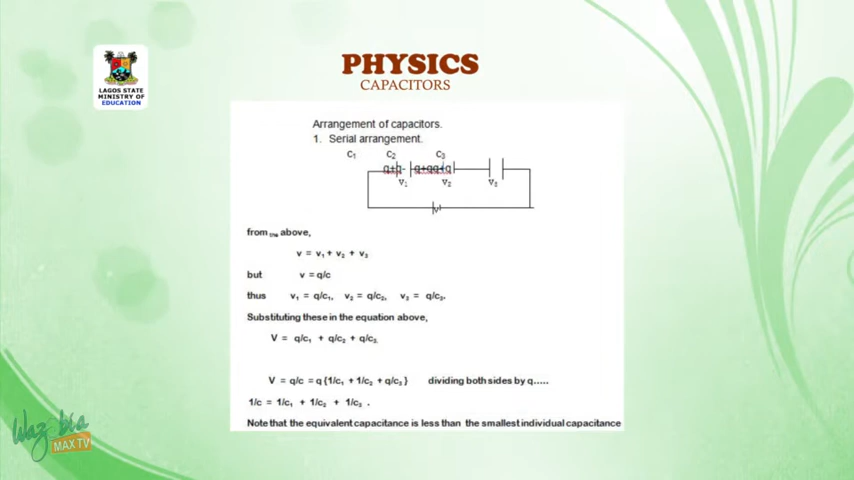 LAGOS STATE
MINISTRY OF
EDUCATION
PHYSICS
CAPACITORS
Arrangement of capacitors.
1. Serial arrangement.
C₁ C₂ C₃
q+q- q+qq+q
V₁ V₂ V₃
V
from the above,
v = v₁ + v₂ + v₃
but v = q/c
thus v₁ = q/c₁, v₂ = q/c₂, v₃ = q/c₃.
Substituting these in the equation above,
V = q/c₁ + q/c₂ + q/c₃.
V = q/c = q {1/c₁ + 1/c₂ + q/c₃} dividing both sides by q.....
1/c = 1/c₁ + 1/c₂ + 1/c₃ .
Note that the equivalent capacitance is less than the smallest individual capacitance
Wazobia
MAX TV